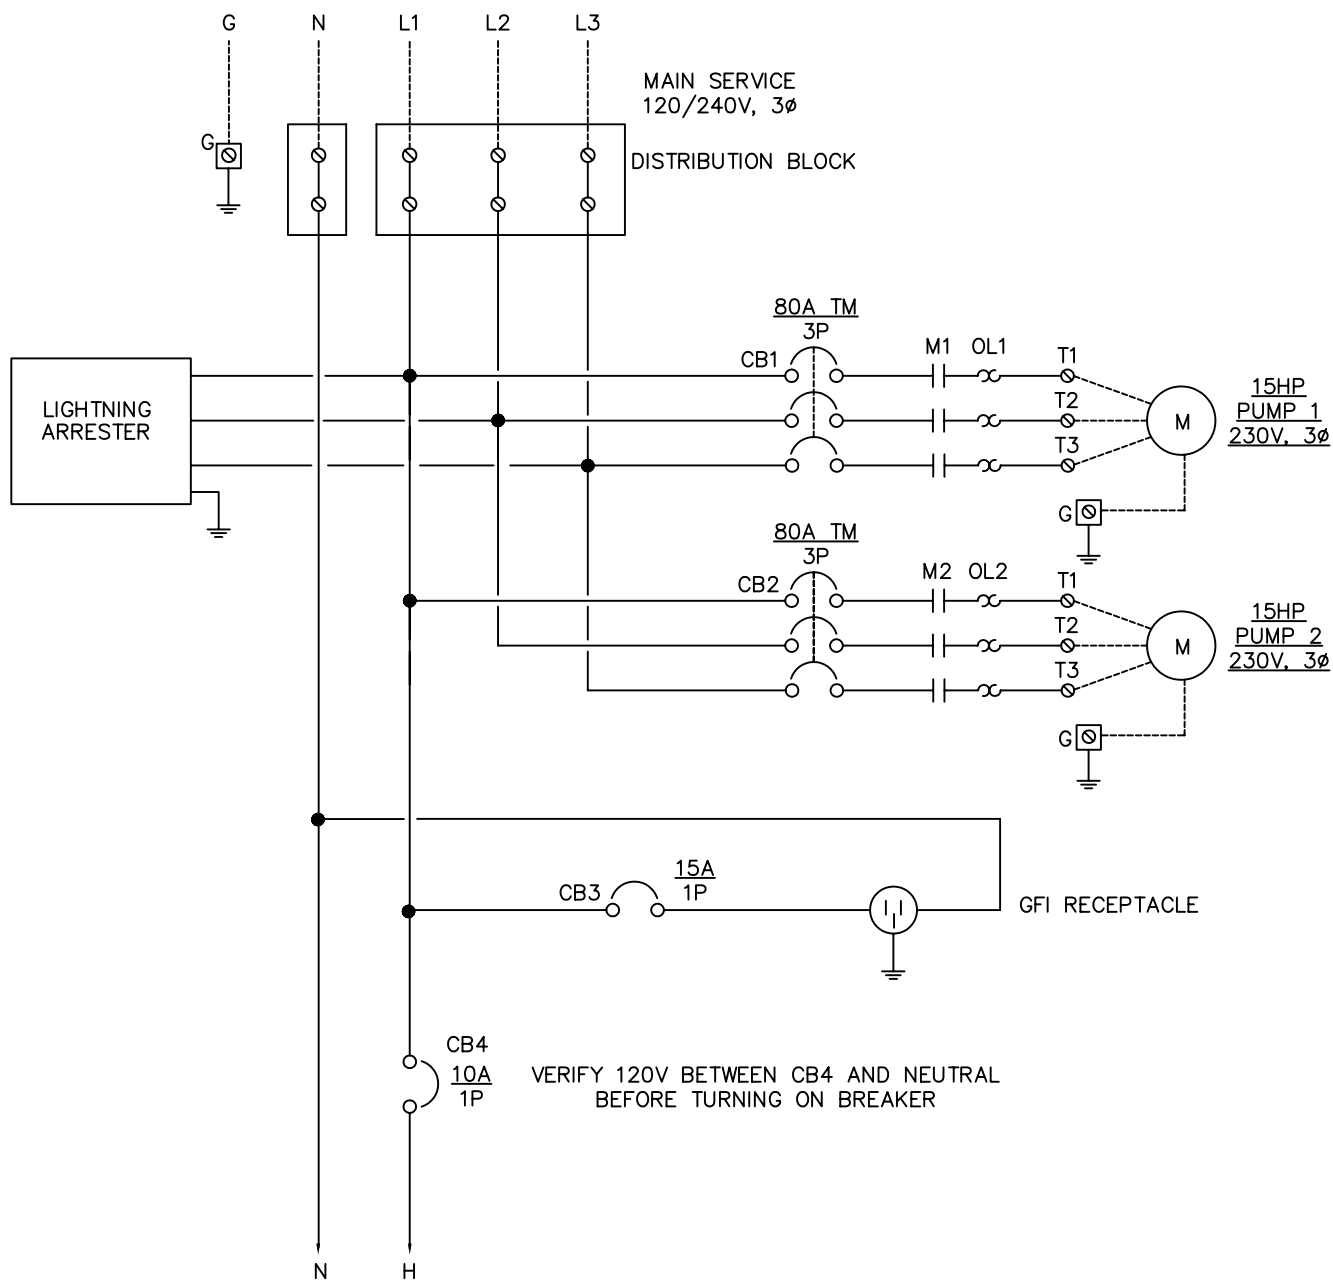 G N L1 L2 L3
MAIN SERVICE
120/240V, 3ø
G
DISTRIBUTION BLOCK
LIGHTNING
ARRESTER
80A TM
3P
CB1
M1 OL1 T1
T2
T3
M
15HP
PUMP 1
230V, 3ø
G
80A TM
3P
CB2
M2 OL2 T1
T2
T3
M
15HP
PUMP 2
230V, 3ø
G
CB3
15A
1P
GFI RECEPTACLE
CB4
10A
1P
VERIFY 120V BETWEEN CB4 AND NEUTRAL
BEFORE TURNING ON BREAKER
N H